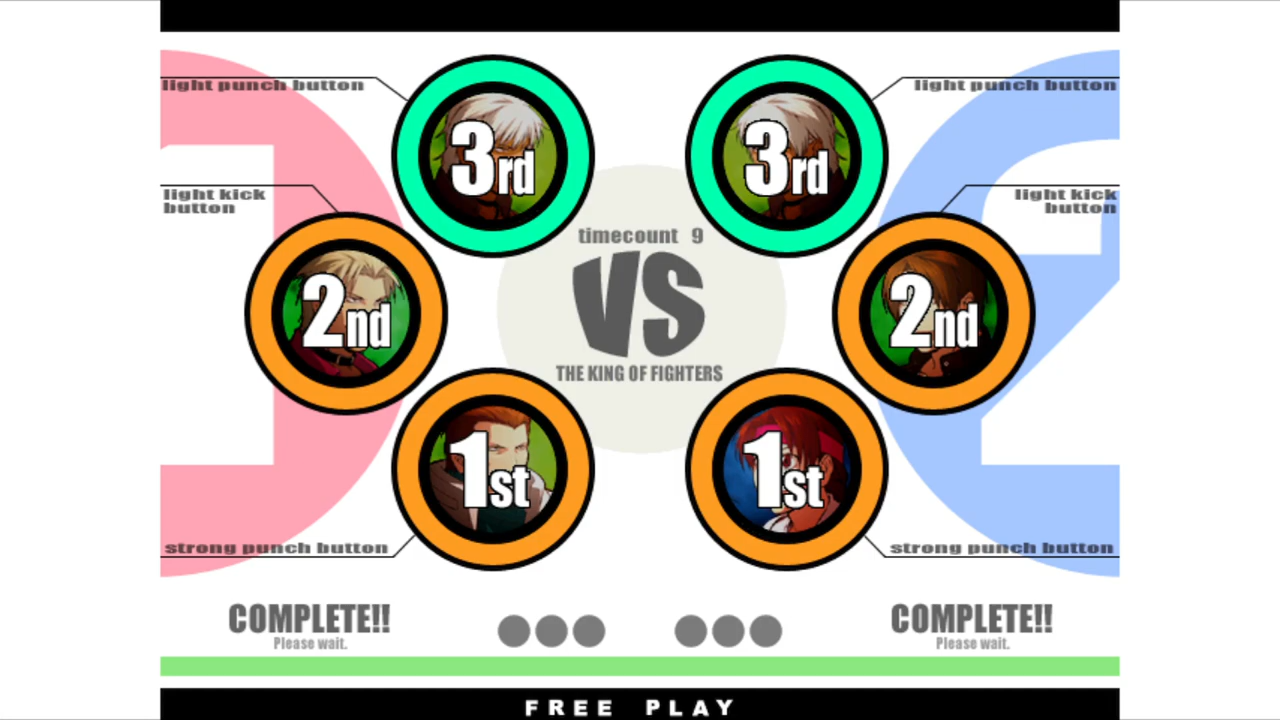 light punch button
light punch button
3rd
3rd
light kick
button
light kick
button
timecount 9
VS
THE KING OF FIGHTERS
2nd
2nd
1st
1st
strong punch button
strong punch button
COMPLETE!!
Please wait.
COMPLETE!!
Please wait.
FREE PLAY
1
2